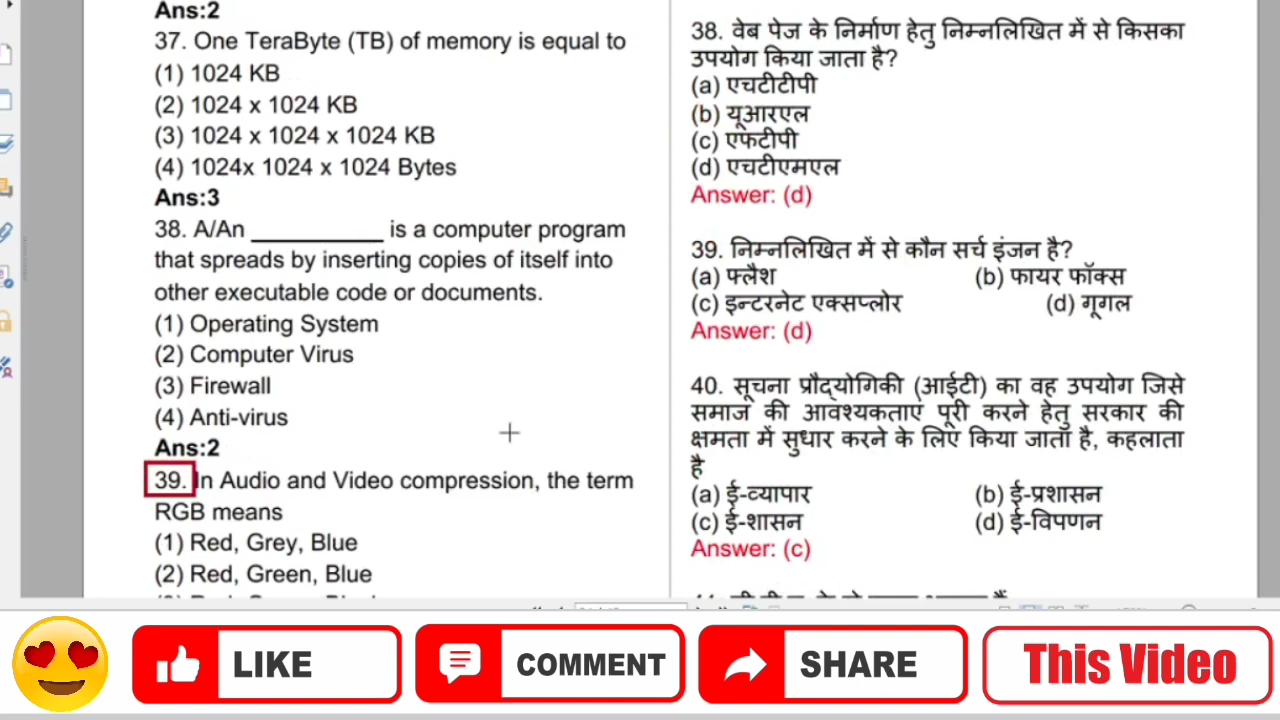 Ans:2
37. One TeraByte (TB) of memory is equal to
(1) 1024 KB
(2) 1024 x 1024 KB
(3) 1024 x 1024 x 1024 KB
(4) 1024x 1024 x 1024 Bytes
Ans:3
38. A/An __________ is a computer program
that spreads by inserting copies of itself into
other executable code or documents.
(1) Operating System
(2) Computer Virus
(3) Firewall
(4) Anti-virus
Ans:2
39. In Audio and Video compression, the term
RGB means
(1) Red, Grey, Blue
(2) Red, Green, Blue
38. वेब पेज के निर्माण हेतु निम्नलिखित में से किसका
उपयोग किया जाता है?
(a) एचटीटीपी
(b) यूआरएल
(c) एफटीपी
(d) एचटीएमएल
Answer: (d)
39. निम्नलिखित में से कौन सर्च इंजन है?
(a) फ्लैश (b) फायर फॉक्स
(c) इन्टरनेट एक्सप्लोर (d) गूगल
Answer: (d)
40. सूचना प्रौद्योगिकी (आईटी) का वह उपयोग जिसे
समाज की आवश्यकताएं पूरी करने हेतु सरकार की
क्षमता में सुधार करने के लिए किया जाता है, कहलाता
है
(a) ई-व्यापार (b) ई-प्रशासन
(c) ई-शासन (d) ई-विपणन
Answer: (c)
LIKE
COMMENT
SHARE
This Video